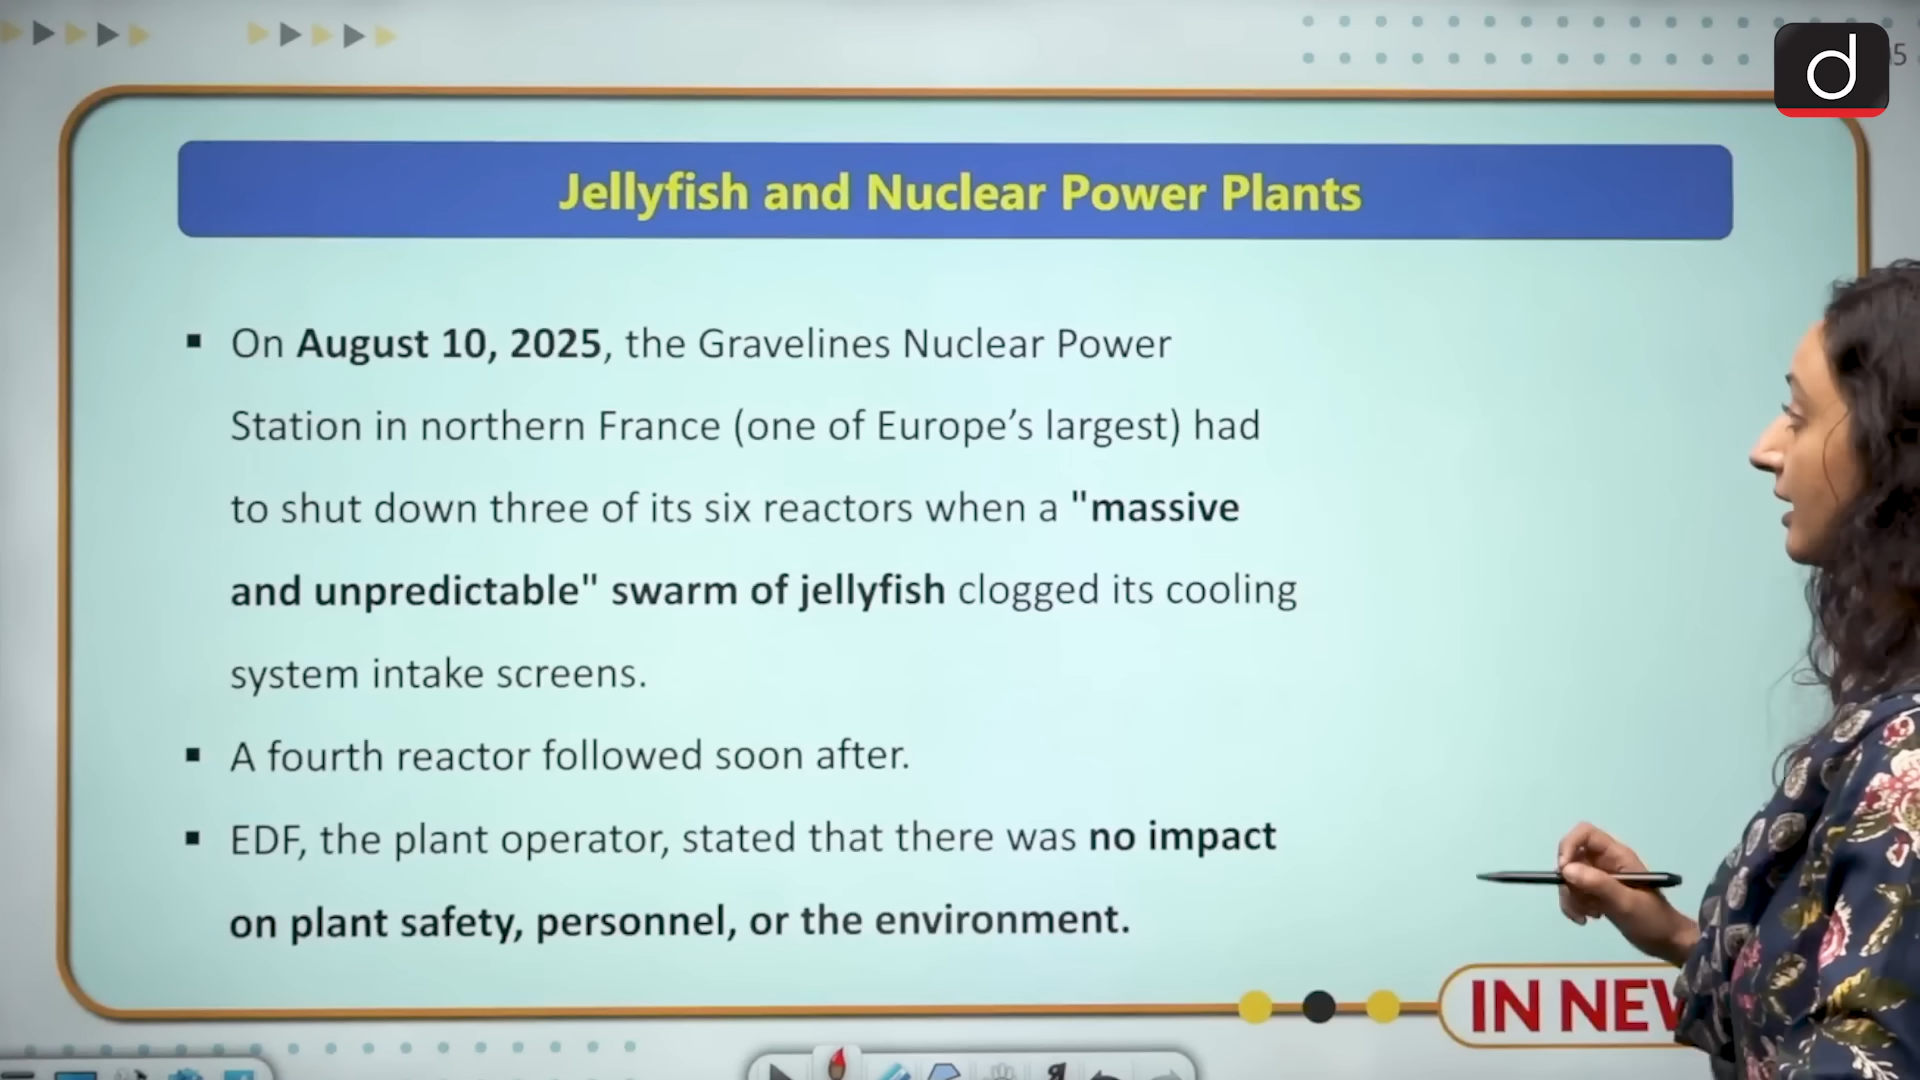 d
Jellyfish and Nuclear Power Plants
▪ On August 10, 2025, the Gravelines Nuclear Power
Station in northern France (one of Europe’s largest) had
to shut down three of its six reactors when a "massive
and unpredictable" swarm of jellyfish clogged its cooling
system intake screens.
▪ A fourth reactor followed soon after.
▪ EDF, the plant operator, stated that there was no impact
on plant safety, personnel, or the environment.
IN